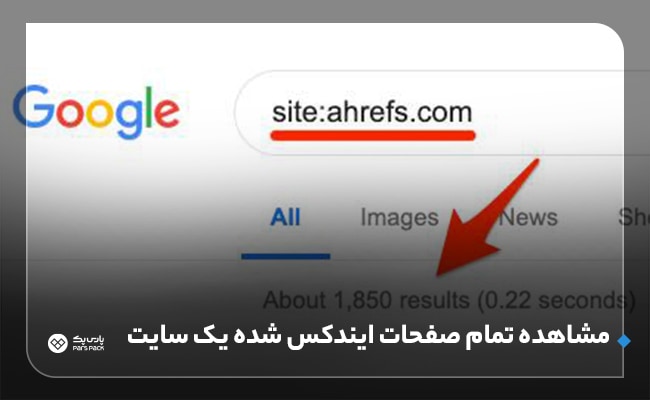 Google
site:ahrefs.com
All Images News Sh
About 1,850 results (0.22 seconds)
مشاهده تمام صفحات ایندکس شده یک سایت
پارس پک
PARS PACK